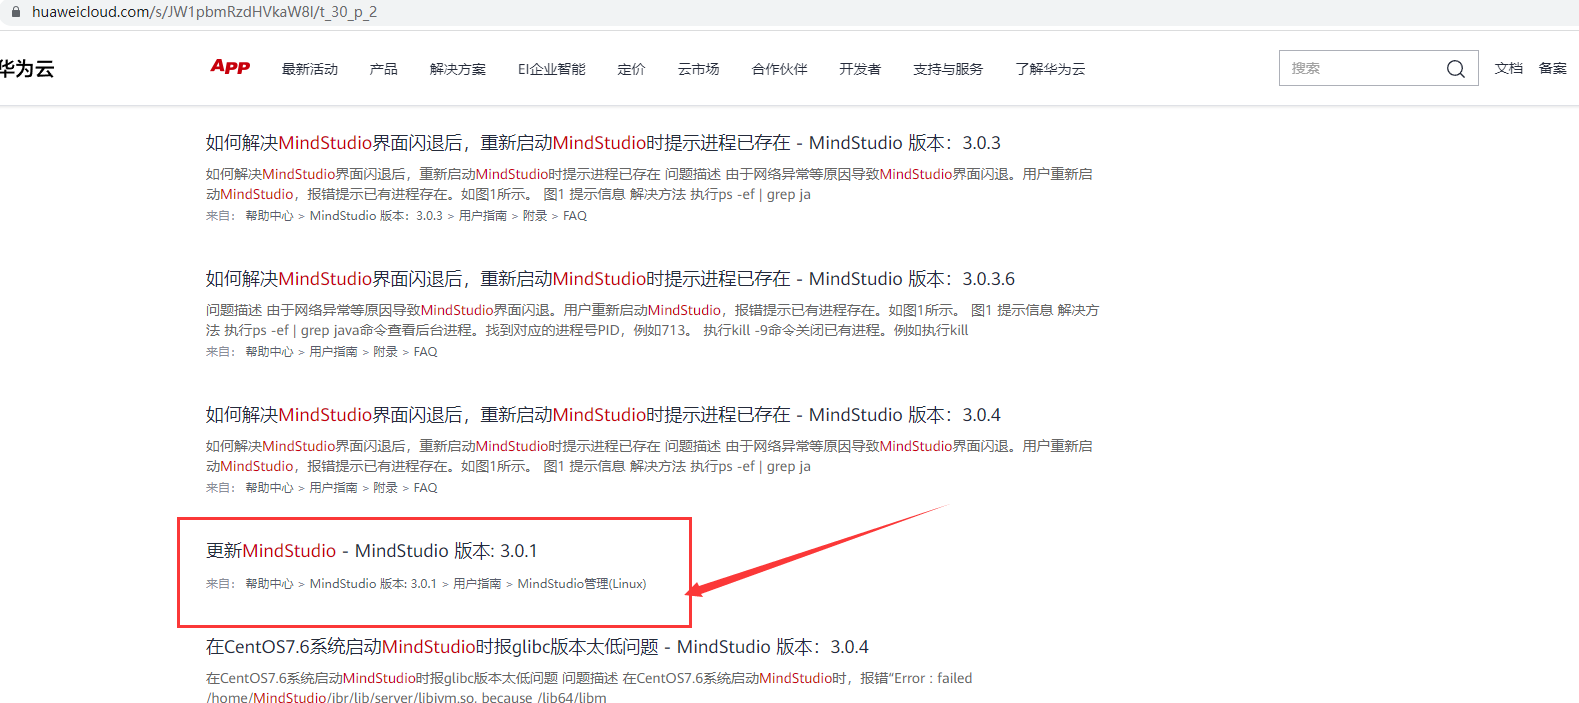 huaweicloud.com/s/JW1pbmRzdHVkaW8l/t_30_p_2
华为云 APP 最新活动 产品 解决方案 EI企业智能 定价 云市场 合作伙伴 开发者 支持与服务 了解华为云 搜索 文档 备案
如何解决MindStudio界面闪退后，重新启动MindStudio时提示进程已存在 - MindStudio 版本：3.0.3
如何解决MindStudio界面闪退后，重新启动MindStudio时提示进程已存在 问题描述 由于网络异常等原因导致MindStudio界面闪退。用户重新启
动MindStudio，报错提示已有进程存在。如图1所示。 图1 提示信息 解决方法 执行ps -ef | grep ja
来自： 帮助中心 > MindStudio 版本：3.0.3 > 用户指南 > 附录 > FAQ
如何解决MindStudio界面闪退后，重新启动MindStudio时提示进程已存在 - MindStudio 版本：3.0.3.6
问题描述 由于网络异常等原因导致MindStudio界面闪退。用户重新启动MindStudio，报错提示已有进程存在。如图1所示。 图1 提示信息 解决方
法 执行ps -ef | grep java命令查看后台进程。找到对应的进程号PID，例如713。 执行kill -9命令关闭已有进程。例如执行kill
来自： 帮助中心 > 用户指南 > 附录 > FAQ
如何解决MindStudio界面闪退后，重新启动MindStudio时提示进程已存在 - MindStudio 版本：3.0.4
如何解决MindStudio界面闪退后，重新启动MindStudio时提示进程已存在 问题描述 由于网络异常等原因导致MindStudio界面闪退。用户重新启
动MindStudio，报错提示已有进程存在。如图1所示。 图1 提示信息 解决方法 执行ps -ef | grep ja
来自： 帮助中心 > 用户指南 > 附录 > FAQ
更新MindStudio - MindStudio 版本: 3.0.1
来自： 帮助中心 > MindStudio 版本: 3.0.1 > 用户指南 > MindStudio管理(Linux)
在CentOS7.6系统启动MindStudio时报glibc版本太低问题 - MindStudio 版本：3.0.4
在CentOS7.6系统启动MindStudio时报glibc版本太低问题 问题描述 在CentOS7.6系统启动MindStudio时，报错“Error : failed
/home/MindStudio/jbr/lib/server/libjvm.so, because /lib64/libm